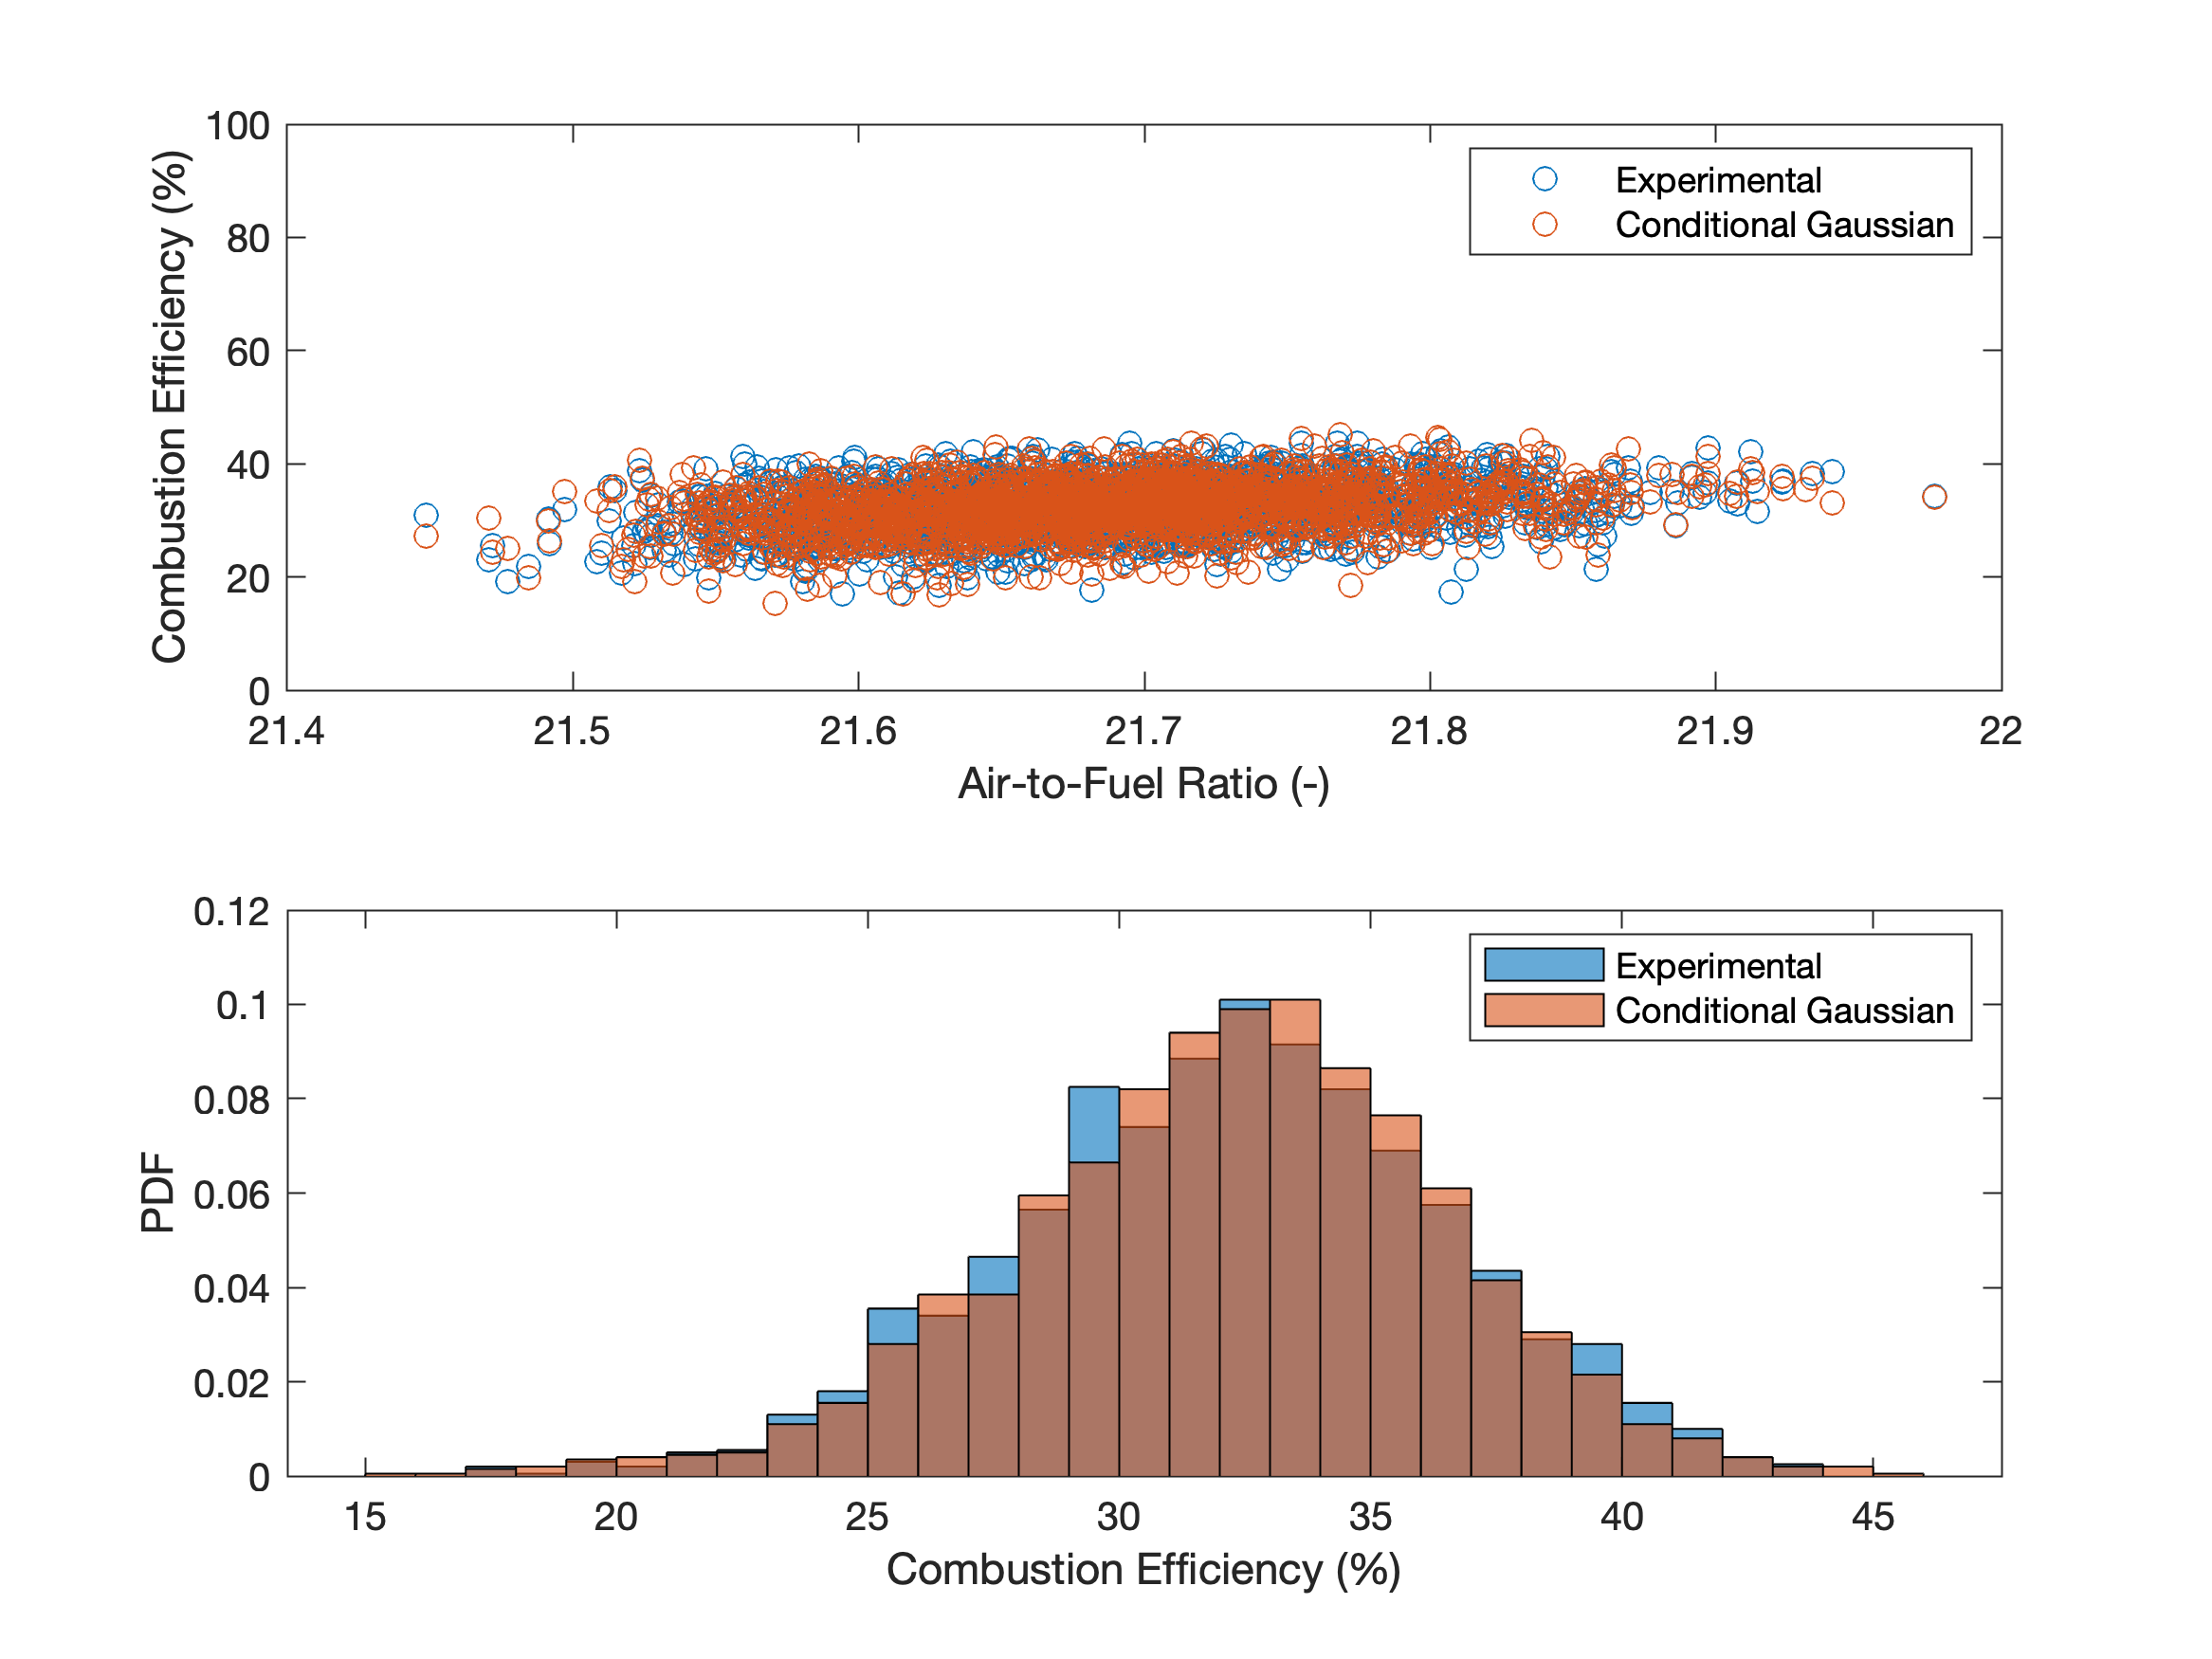 100
80
60
40
20
0
Combustion Efficiency (%)
Experimental
Conditional Gaussian
21.4 21.5 21.6 21.7 21.8 21.9 22
Air-to-Fuel Ratio (-)
0.12
0.1
0.08
0.06
0.04
0.02
0
PDF
Experimental
Conditional Gaussian
15 20 25 30 35 40 45
Combustion Efficiency (%)